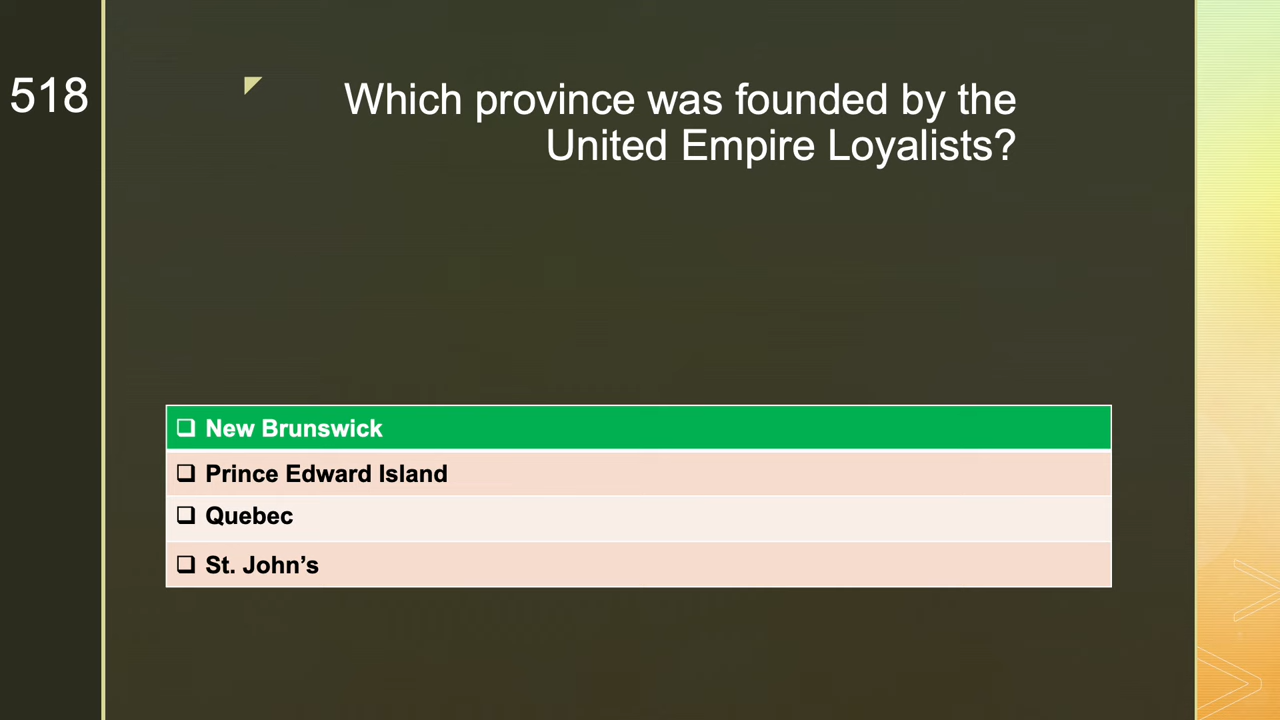 518
Which province was founded by the
United Empire Loyalists?
❑ New Brunswick
❑ Prince Edward Island
❑ Quebec
❑ St. John’s